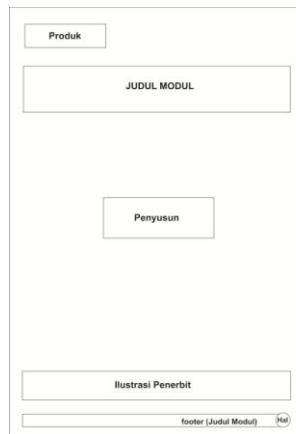 Produk
JUDUL MODUL
Penyusun
Ilustrasi Penerbit
footer (Judul Modul) Hal